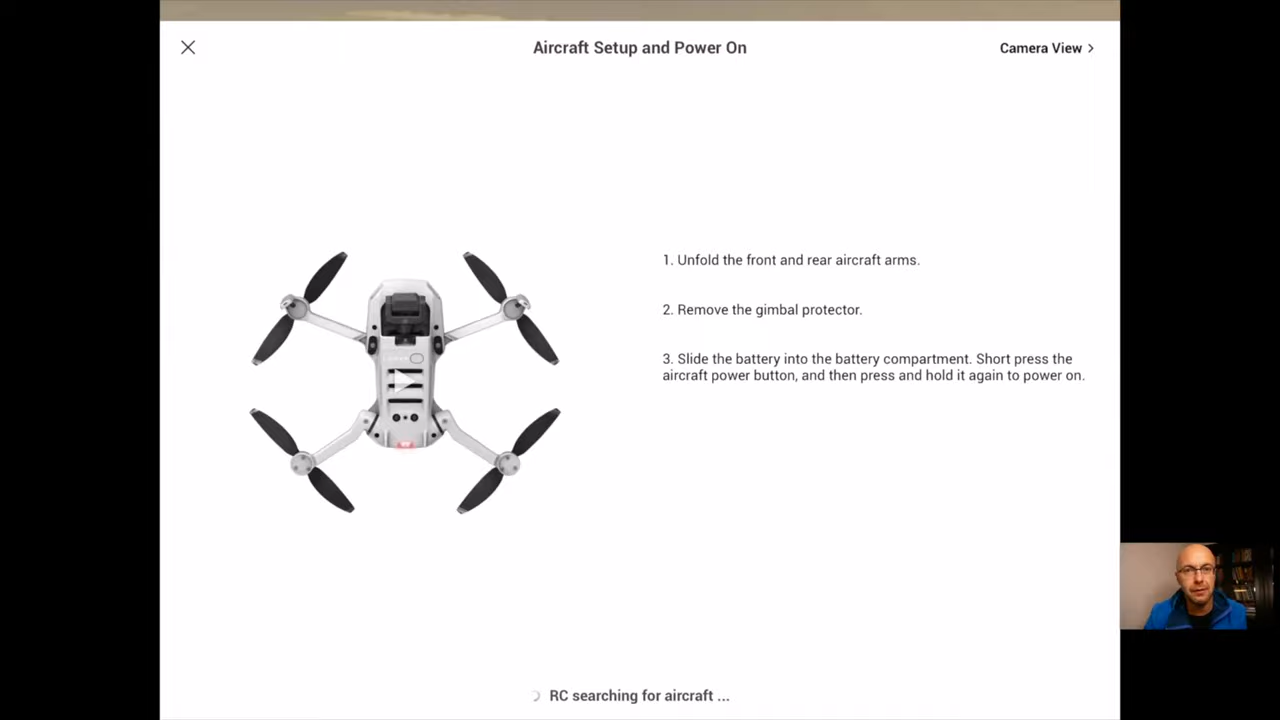 Aircraft Setup and Power On
Camera View >
1. Unfold the front and rear aircraft arms.
2. Remove the gimbal protector.
3. Slide the battery into the battery compartment. Short press the
aircraft power button, and then press and hold it again to power on.
RC searching for aircraft ...